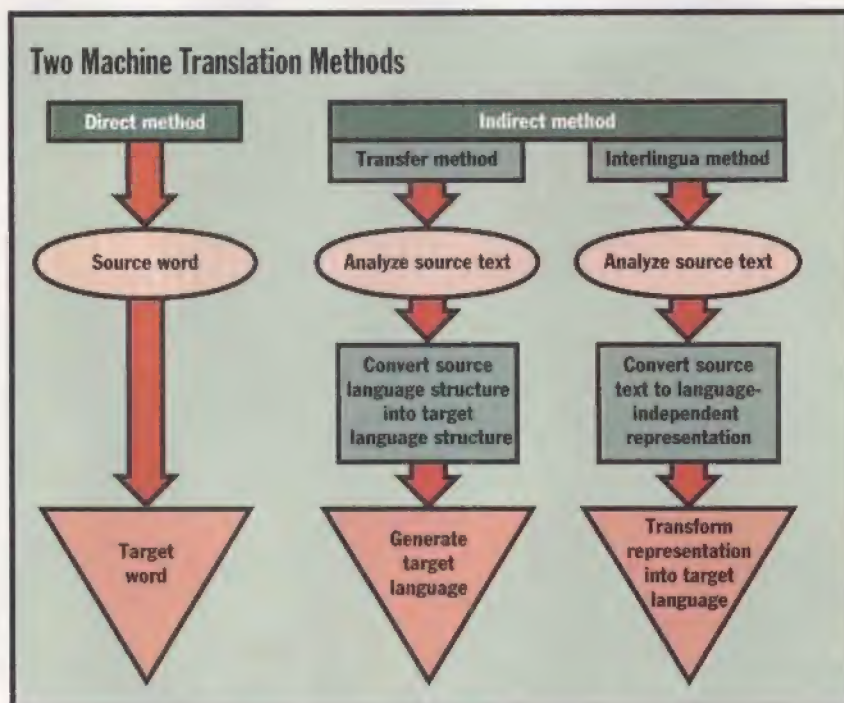 Two Machine Translation Methods
Direct method
Source word
Target
word
Indirect method
Transfer method
Analyze source text
Convert source
language structure
into target
language structure
Generate
target
language
Interlingua method
Analyze source text
Convert source
text to language-
independent
representation
Transform
representation
into target
language